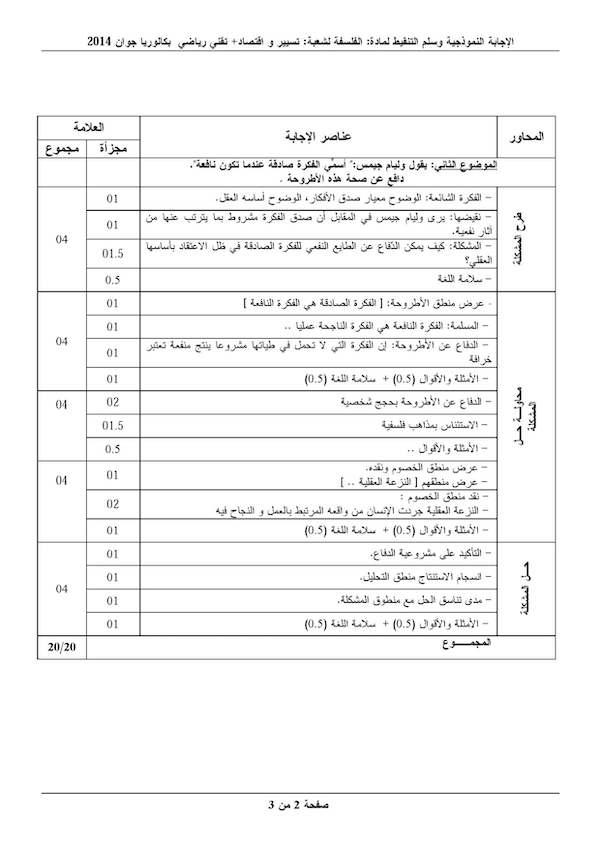 الإجابة النموذجية وسلم التنقيط لمادة: الفلسفة لشعبة: تسيير و اقتصاد+ تقني رياضي بكالوريا جوان 2014
المحاور عناصر الإجابة العلامة
مجزأة مجموع
الموضوع الثاني: يقول وليام جيمس:" أسمّي الفكرة صادقة عندما تكون نافعة".
دافع عن صحة هذه الأطروحة .
طرح المشكلة
– الفكرة الشائعة: الوضوح معيار صدق الأفكار، الوضوح أساسه العقل. 01
– نقيضها: يرى وليام جيمس في المقابل أن صدق الفكرة مشروط بما يترتب عنها من
آثار نفعية. 01
04
– المشكلة: كيف يمكن الدّفاع عن الطابع النفعي للفكرة الصادقة في ظل الاعتقاد بأساسها
العقلي؟ 01.5
– سلامة اللغة 0.5
محاولـــة حـــل
المشكلة
- عرض منطق الأطروحة: [ الفكرة الصادقة هي الفكرة النافعة ] 01
– المسلمة: الفكرة النافعة هي الفكرة الناجحة عمليا .. 01
04
– الدفاع عن الأطروحة: إن الفكرة التي لا تحمل في طياتها مشروعا ينتج منفعة تعتبر
خرافة 01
– الأمثلة والأقوال (0.5) + سلامة اللغة (0.5) 01
– الدفاع عن الأطروحة بحجج شخصية 02 04
– الاستئناس بمذاهب فلسفية 01.5
– الأمثلة والأقوال .. 0.5
– عرض منطق الخصوم ونقده.
– عرض منطقهم [ النزعة العقلية .. ] 01 04
– نقد منطق الخصوم :
– النزعة العقلية جردت الإنسان من واقعه المرتبط بالعمل و النجاح فيه 02
– الأمثلة والأقوال (0.5) + سلامة اللغة (0.5) 01
حـــل المشكلة
– التأكيد على مشروعية الدفاع. 01
– انسجام الاستنتاج منطق التحليل. 01
04
– مدى تناسق الحل مع منطوق المشكلة. 01
– الأمثلة والأقوال (0.5) + سلامة اللغة (0.5) 01
المجمـــــوع 20/20
صفحة 2 من 3